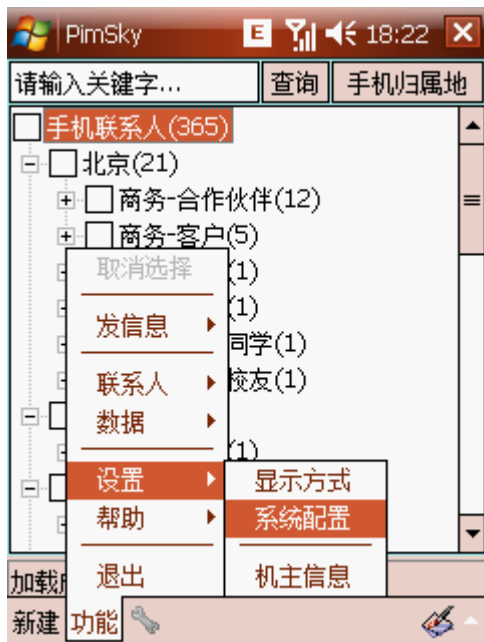 PimSky E 18:22
请输入关键字... 查询 手机归属地
手机联系人(365)
北京(21)
商务-合作伙伴(12)
商务-客户(5)
取消选择 (1)
(1)
发信息
同学(1)
联系人 校友(1)
数据
(1)
设置 显示方式
帮助 系统配置
退出 机主信息
加载
新建 功能